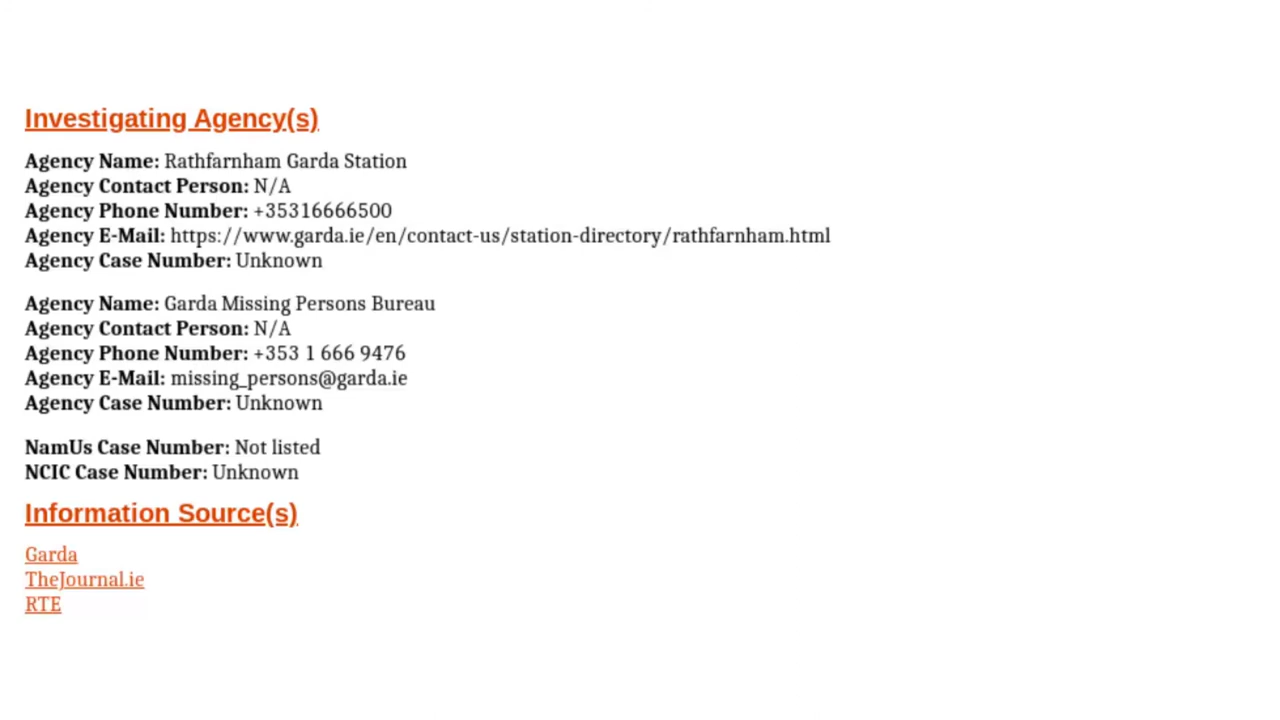 Investigating Agency(s)
Agency Name: Rathfarnham Garda Station
Agency Contact Person: N/A
Agency Phone Number: +35316666500
Agency E-Mail: https://www.garda.ie/en/contact-us/station-directory/rathfarnham.html
Agency Case Number: Unknown
Agency Name: Garda Missing Persons Bureau
Agency Contact Person: N/A
Agency Phone Number: +353 1 666 9476
Agency E-Mail: missing_persons@garda.ie
Agency Case Number: Unknown
NamUs Case Number: Not listed
NCIC Case Number: Unknown
Information Source(s)
Garda
TheJournal.ie
RTE